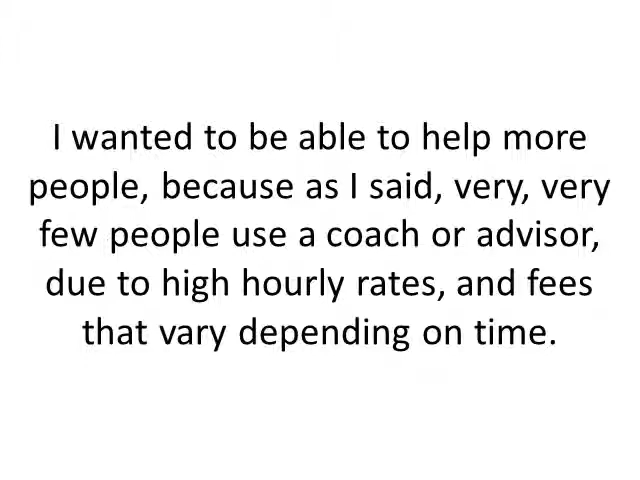 I wanted to be able to help more
people, because as I said, very, very
few people use a coach or advisor,
due to high hourly rates, and fees
that vary depending on time.